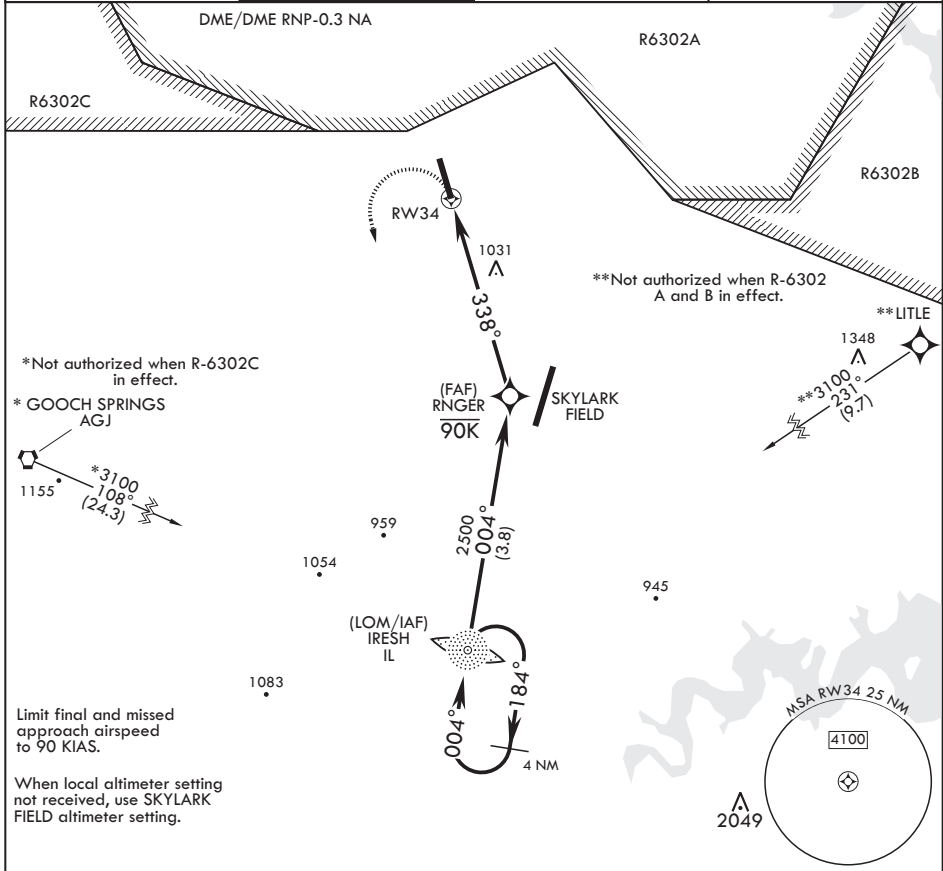 DME/DME RNP-0.3 NA
R6302A
R6302C
R6302B
RW34
1031
338°
**Not authorized when R-6302
A and B in effect.
**LITLE
1348
**3100
231°
(9.7)
*Not authorized when R-6302C
in effect.
* GOOCH SPRINGS
AGJ
(FAF)
RNGER
90K
SKYLARK
FIELD
1155
*3100
108°
(24.3)
959
1054
2500
004°
(3.8)
945
(LOM/IAF)
IRESH
IL
1083
004°
184°
4 NM
Limit final and missed
approach airspeed
to 90 KIAS.
When local altimeter setting
not received, use SKYLARK
FIELD altimeter setting.
MSA RW34 25 NM
4100
2049